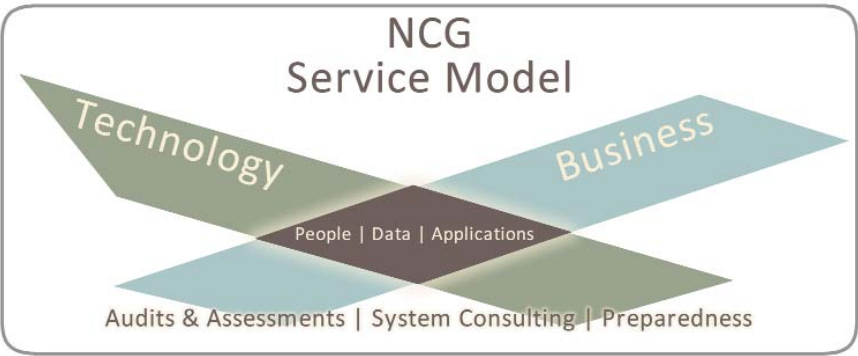 NCG
Service Model
Technology
Business
People | Data | Applications
Audits & Assessments | System Consulting | Preparedness